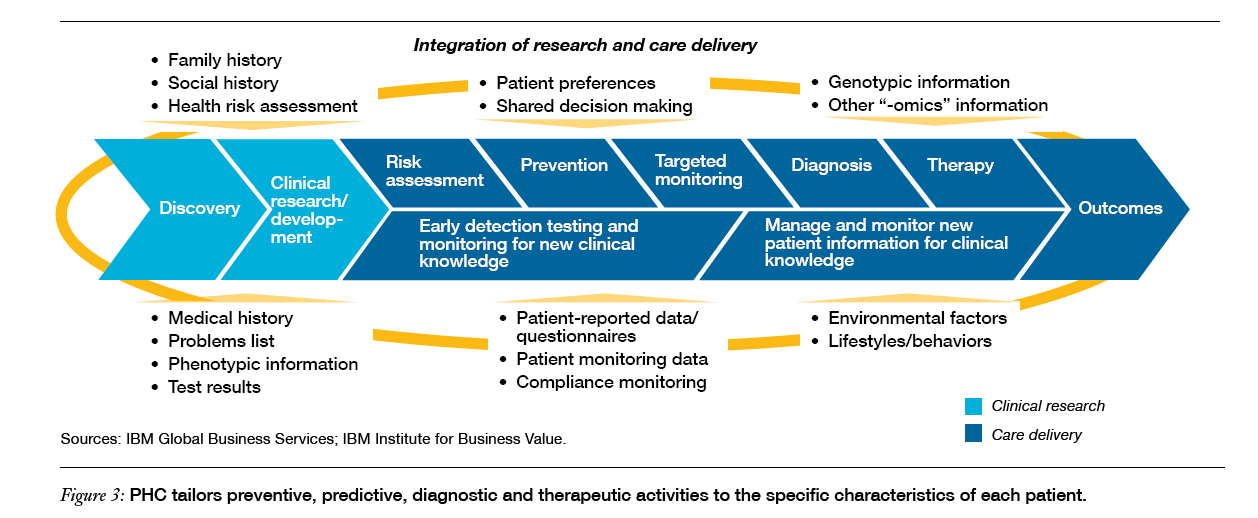 Integration of research and care delivery
• Family history
• Social history
• Health risk assessment
• Patient preferences
• Shared decision making
• Genotypic information
• Other “-omics” information
Discovery
Clinical
research/
develop-
ment
Risk
assessment
Prevention
Targeted
monitoring
Diagnosis
Therapy
Early detection testing and
monitoring for new clinical
knowledge
Manage and monitor new
patient information for clinical
knowledge
Outcomes
• Medical history
• Problems list
• Phenotypic information
• Test results
• Patient-reported data/
questionnaires
• Patient monitoring data
• Compliance monitoring
• Environmental factors
• Lifestyles/behaviors
Clinical research
Care delivery
Sources: IBM Global Business Services; IBM Institute for Business Value.
Figure 3: PHC tailors preventive, predictive, diagnostic and therapeutic activities to the specific characteristics of each patient.